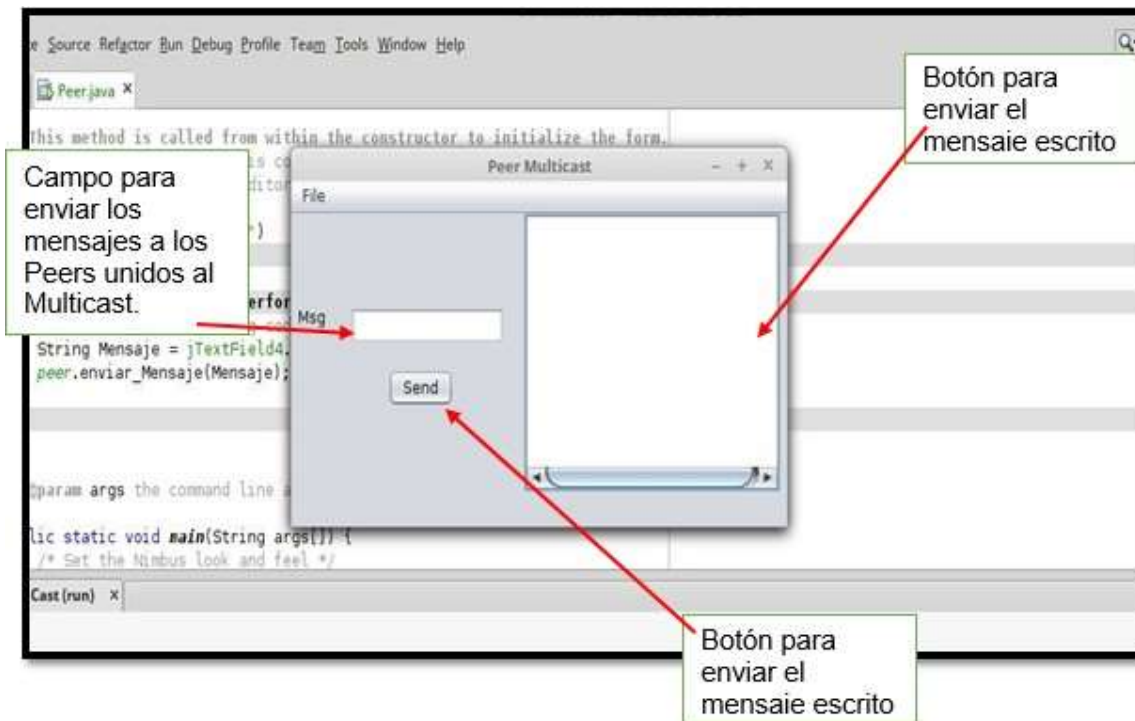 Source Refactor Run Debug Profile Team Tools Window Help
Peer.java
This method is called from within the constructor to initialize the form.
Botón para
enviar el
mensaje escrito
Campo para
enviar los
mensajes a los
Peers unidos al
Multicast.
Peer Multicast
File
Msg
Send
String Mensaje = jTextField4.
peer.enviar_Mensaje(Mensaje);
args the command line
static void main(String args[]) {
/* Set the Nimbus look and feel */
Cast (run)
Botón para
enviar el
mensaje escrito